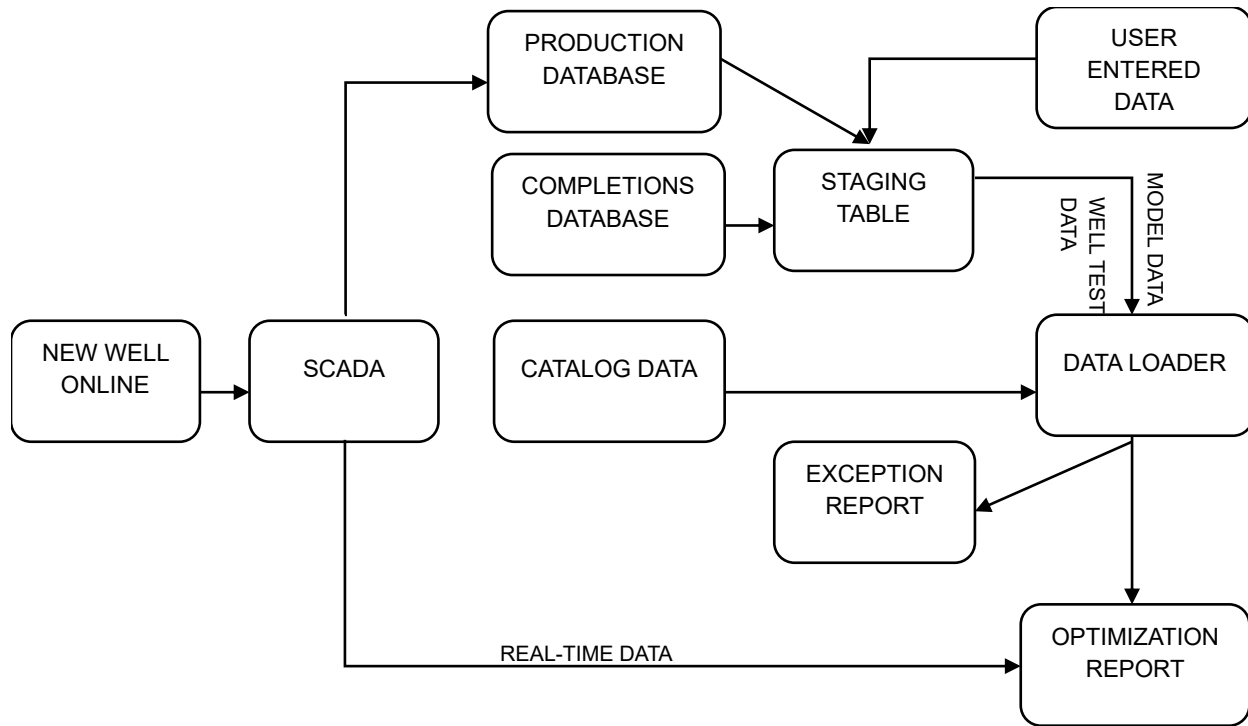 PRODUCTION
DATABASE
USER
ENTERED
DATA
COMPLETIONS
DATABASE
STAGING
TABLE
MODEL DATA
WELL TEST
DATA
NEW WELL
ONLINE
SCADA
CATALOG DATA
DATA LOADER
EXCEPTION
REPORT
OPTIMIZATION
REPORT
REAL-TIME DATA